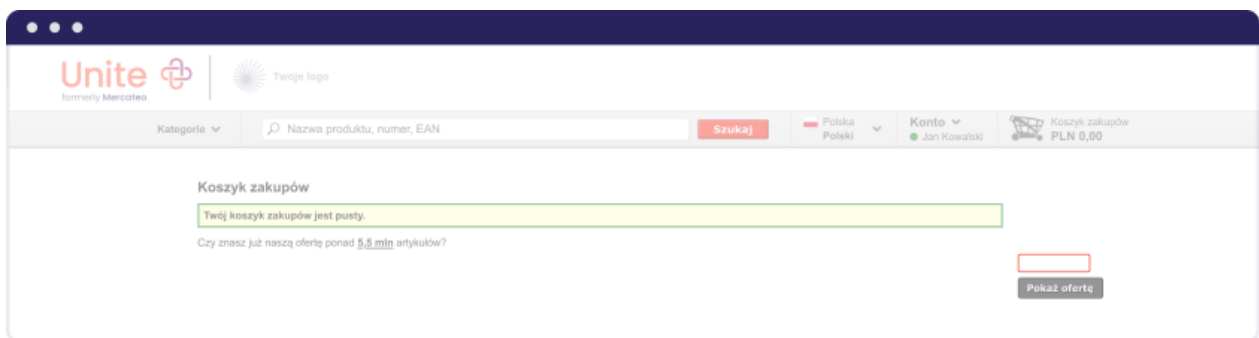 Unite
formerly Mercateo
Twoje logo
Kategorie
Nazwa produktu, numer, EAN
Szukaj
Polska
Polski
Konto
Jan Kowalski
Koszyk zakupów
PLN 0,00
Koszyk zakupów
Twój koszyk zakupów jest pusty.
Czy znasz już naszą ofertę ponad 5,5 mln artykułów?
Pokaż ofertę